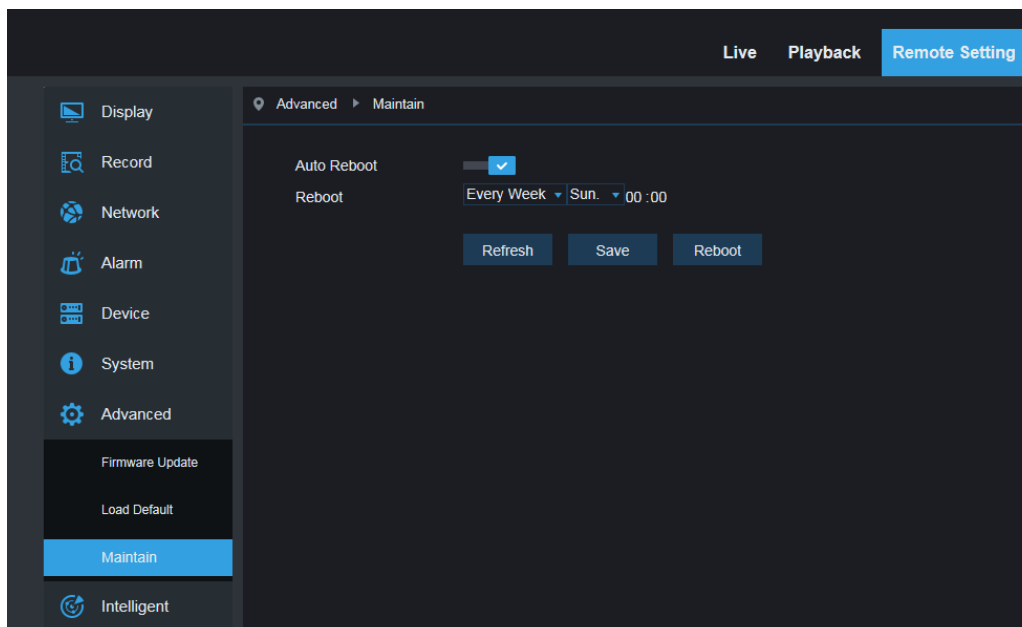 Live Playback Remote Setting
Display
Record
Network
Alarm
Device
System
Advanced
Firmware Update
Load Default
Maintain
Intelligent
Advanced Maintain
Auto Reboot
Reboot Every Week Sun. 00 :00
Refresh Save Reboot